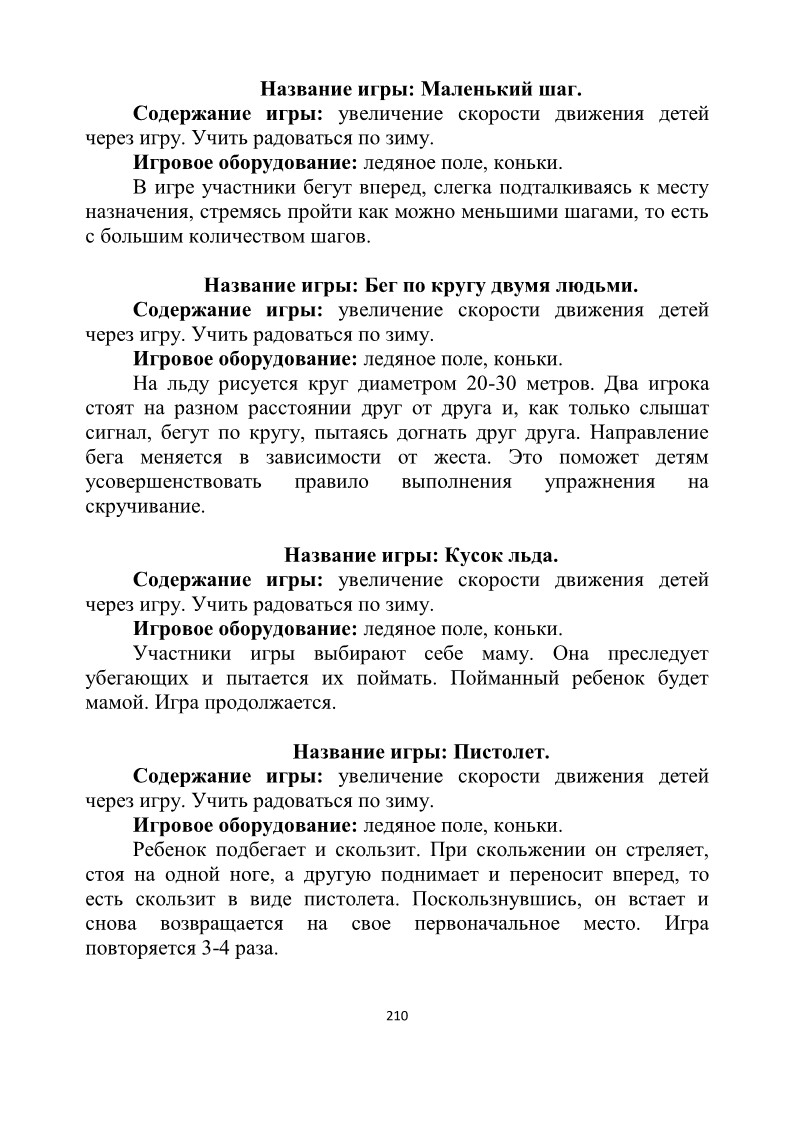 Название игры: Маленький шаг.
Содержание игры: увеличение скорости движения детей
через игру. Учить радоваться по зиму.
Игровое оборудование: ледяное поле, коньки.
В игре участники бегут вперед, слегка подталкиваясь к месту
назначения, стремясь пройти как можно меньшими шагами, то есть
с большим количеством шагов.
Название игры: Бег по кругу двумя людьми.
Содержание игры: увеличение скорости движения детей
через игру. Учить радоваться по зиму.
Игровое оборудование: ледяное поле, коньки.
На льду рисуется круг диаметром 20-30 метров. Два игрока
стоят на разном расстоянии друг от друга и, как только слышат
сигнал, бегут по кругу, пытаясь догнать друг друга. Направление
бега меняется в зависимости от жеста. Это поможет детям
усовершенствовать правило выполнения упражнения на
скручивание.
Название игры: Кусок льда.
Содержание игры: увеличение скорости движения детей
через игру. Учить радоваться по зиму.
Игровое оборудование: ледяное поле, коньки.
Участники игры выбирают себе маму. Она преследует
убегающих и пытается их поймать. Пойманный ребенок будет
мамой. Игра продолжается.
Название игры: Пистолет.
Содержание игры: увеличение скорости движения детей
через игру. Учить радоваться по зиму.
Игровое оборудование: ледяное поле, коньки.
Ребенок подбегает и скользит. При скольжении он стреляет,
стоя на одной ноге, а другую поднимает и переносит вперед, то
есть скользит в виде пистолета. Поскользнувшись, он встает и
снова возвращается на свое первоначальное место. Игра
повторяется 3-4 раза.
210